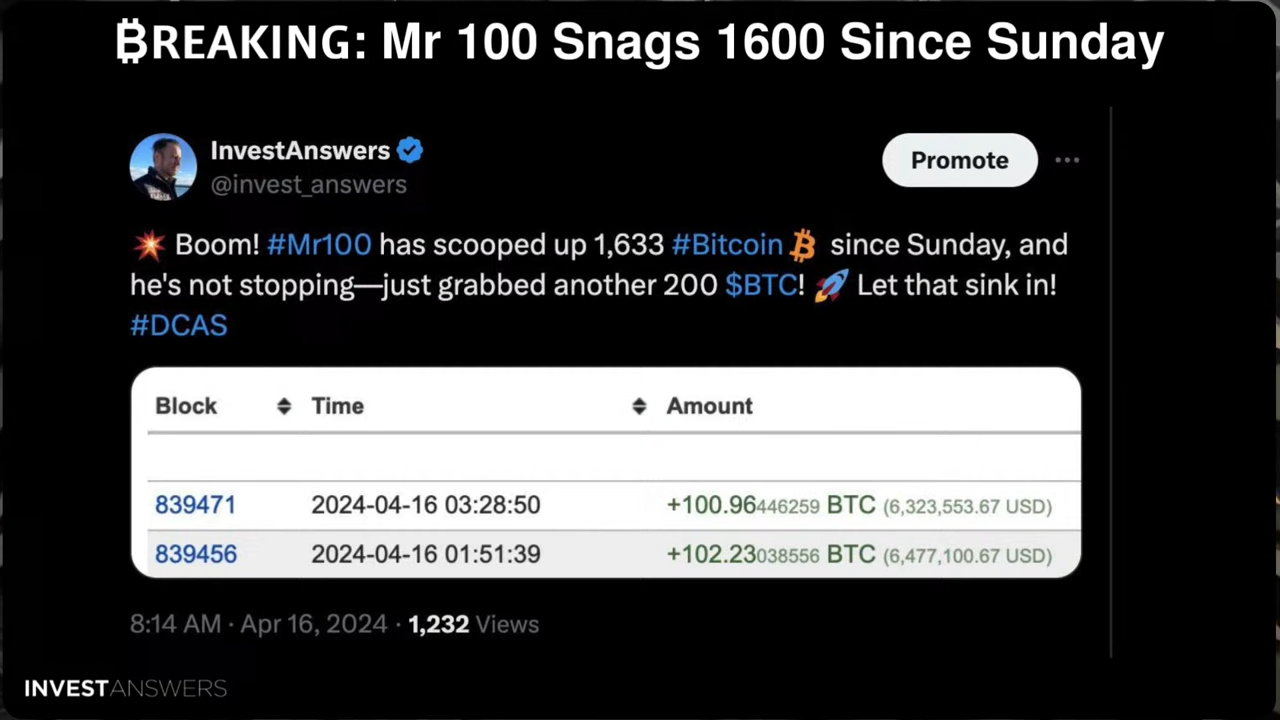 ₿REAKING: Mr 100 Snags 1600 Since Sunday
InvestAnswers
@invest_answers
Promote
💥 Boom! #Mr100 has scooped up 1,633 #Bitcoin since Sunday, and
he's not stopping—just grabbed another 200 $BTC! 🚀 Let that sink in!
#DCAS
Block Time Amount
839471 2024-04-16 03:28:50 +100.96446259 BTC (6,323,553.67 USD)
839456 2024-04-16 01:51:39 +102.23038556 BTC (6,477,100.67 USD)
8:14 AM · Apr 16, 2024 · 1,232 Views
INVESTANSWERS